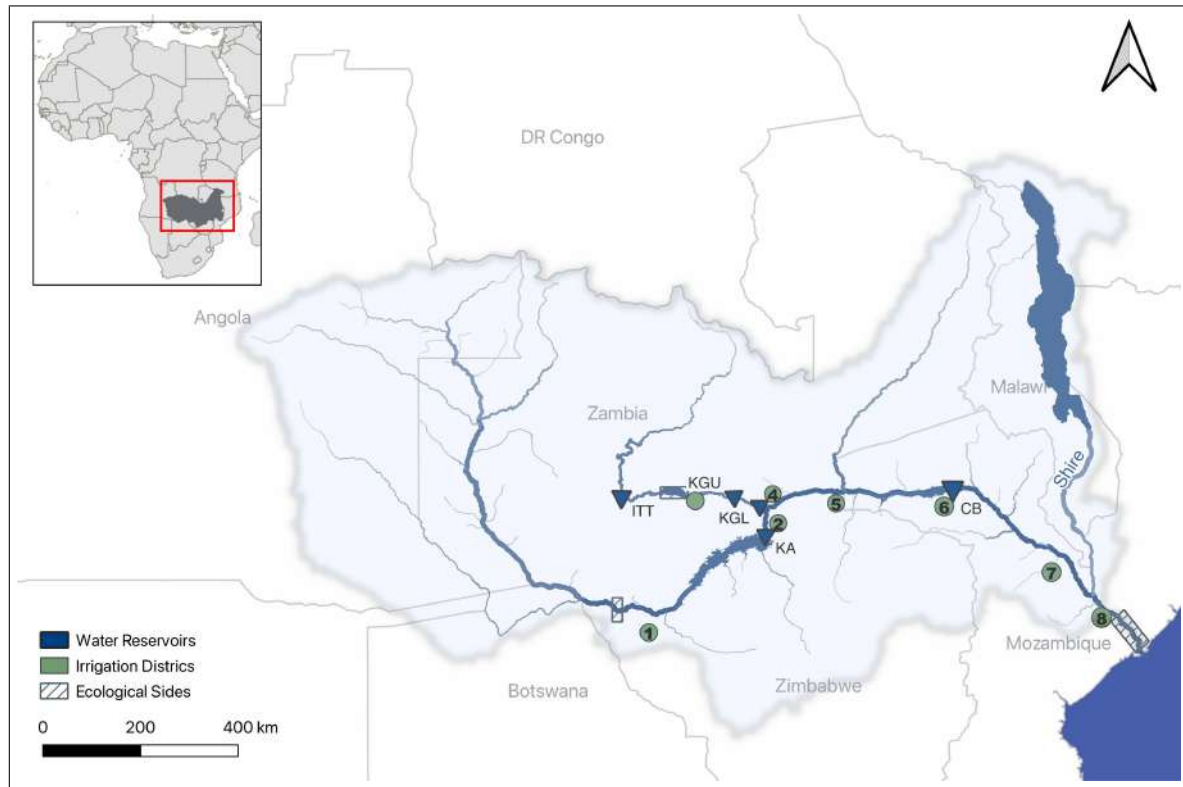 DR Congo
Angola
Malawi
Zambia
Shire
KGU
4
ITT
KGL
5
6
CB
2
KA
7
1
8
Mozambique
Botswana
Zimbabwe
Water Reservoirs
Irrigation Districs
Ecological Sides
0 200 400 km